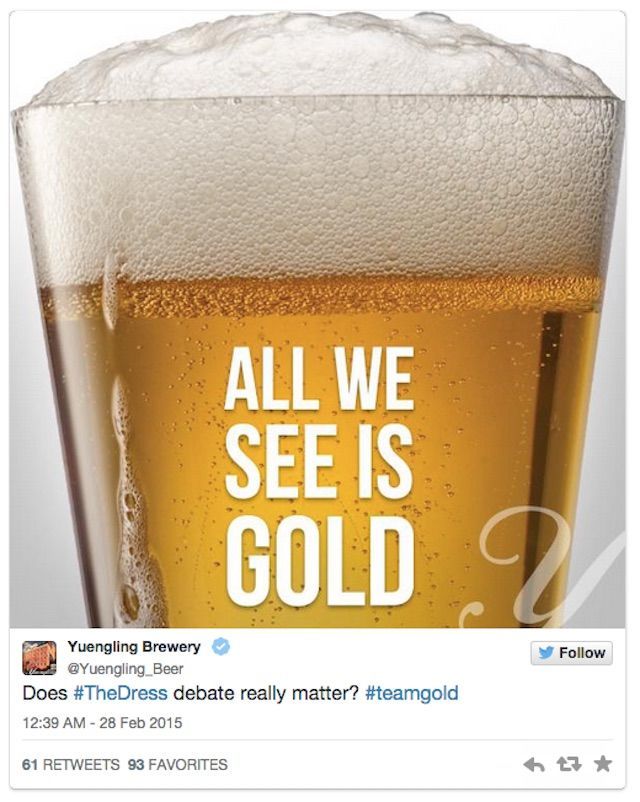 ALL WE
SEE IS
GOLD
Y
Yuengling Brewery
@Yuengling_Beer
Follow
Does #TheDress debate really matter? #teamgold
12:39 AM - 28 Feb 2015
61 RETWEETS 93 FAVORITES